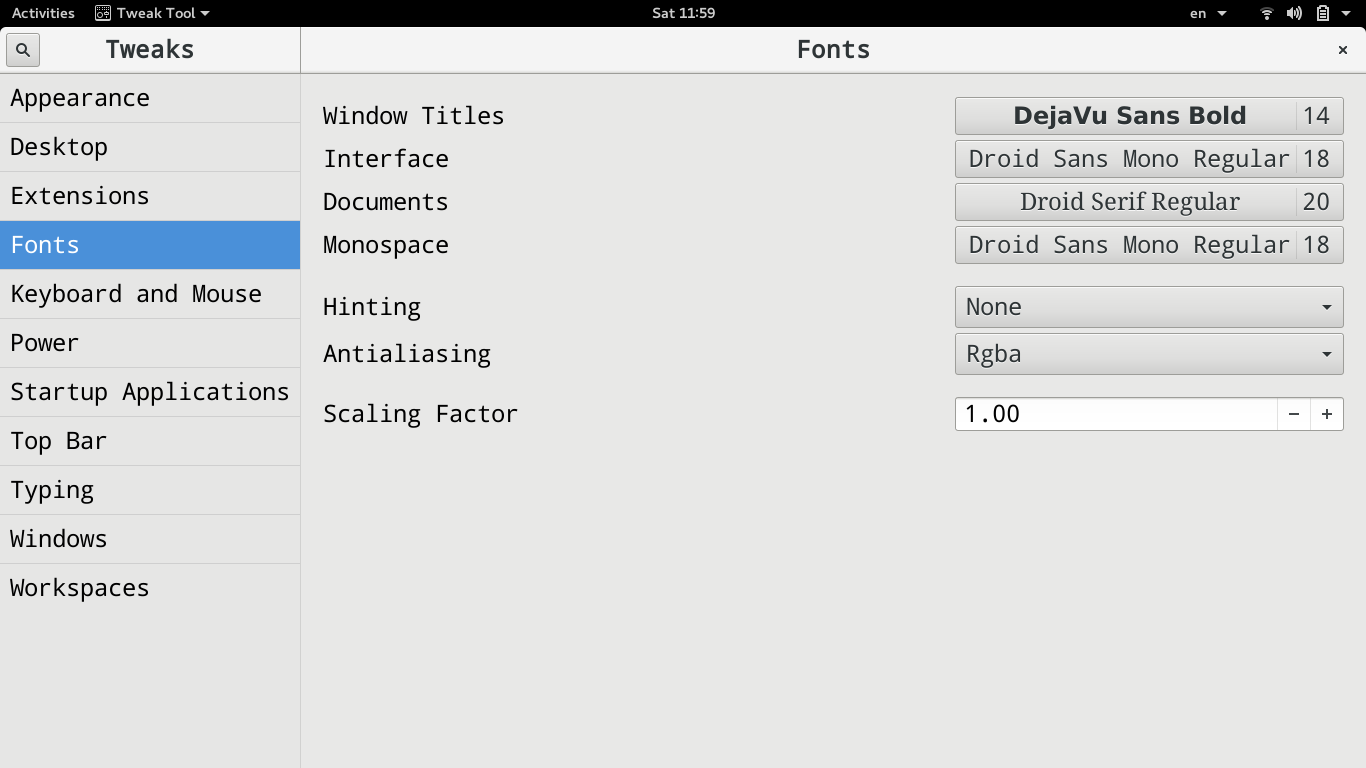 Activities Tweak Tool Sat 11:59 en
Tweaks Fonts
Appearance
Desktop
Extensions
Fonts
Keyboard and Mouse
Power
Startup Applications
Top Bar
Typing
Windows
Workspaces
Window Titles DejaVu Sans Bold 14
Interface Droid Sans Mono Regular 18
Documents Droid Serif Regular 20
Monospace Droid Sans Mono Regular 18
Hinting None
Antialiasing Rgba
Scaling Factor 1.00 − +